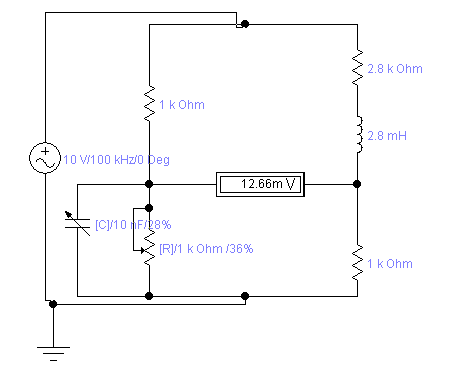 2.8 k Ohm
1 k Ohm
2.8 mH
10 V/100 kHz/0 Deg
12.66m V
[C]/10 nF/28%
[R]/1 k Ohm /36%
1 k Ohm